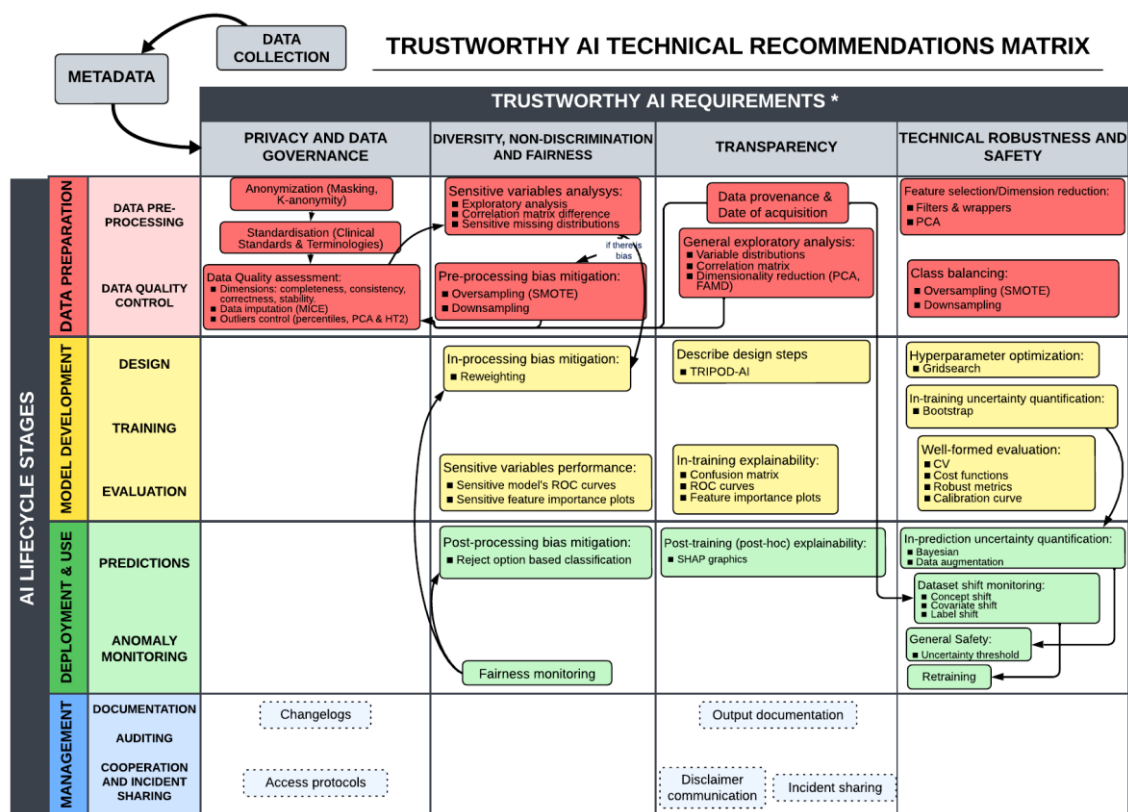 DATA
COLLECTION
TRUSTWORTHY AI TECHNICAL RECOMMENDATIONS MATRIX
METADATA
TRUSTWORTHY AI REQUIREMENTS *
PRIVACY AND DATA
GOVERNANCE
DIVERSITY, NON-DISCRIMINATION
AND FAIRNESS
TRANSPARENCY
TECHNICAL ROBUSTNESS AND
SAFETY
AI LIFECYCLE STAGES
DATA PREPARATION
DATA PRE-
PROCESSING
DATA QUALITY
CONTROL
Anonymization (Masking,
K-anonymity)
Standardisation (Clinical
Standards & Terminologies)
Data Quality assessment:
■ Dimensions: completeness, consistency,
correctness, stability.
■ Data imputation (MICE)
■ Outliers control (percentiles, PCA & HT2)
Sensitive variables analysys:
■ Exploratory analysis
■ Correlation matrix difference
■ Sensitive missing distributions
if there is
bias
Pre-processing bias mitigation:
■ Oversampling (SMOTE)
■ Downsampling
Data provenance &
Date of acquisition
General exploratory analysis:
■ Variable distributions
■ Correlation matrix
■ Dimensionality reduction (PCA,
FAMD)
Feature selection/Dimension reduction:
■ Filters & wrappers
■ PCA
Class balancing:
■ Oversampling (SMOTE)
■ Downsampling
MODEL DEVELOPMENT
DESIGN
TRAINING
EVALUATION
In-processing bias mitigation:
■ Reweighting
Sensitive variables performance:
■ Sensitive model's ROC curves
■ Sensitive feature importance plots
Describe design steps
■ TRIPOD-AI
In-training explainability:
■ Confusion matrix
■ ROC curves
■ Feature importance plots
Hyperparameter optimization:
■ Gridsearch
In-training uncertainty quantification:
■ Bootstrap
Well-formed evaluation:
■ CV
■ Cost functions
■ Robust metrics
■ Calibration curve
DEPLOYMENT & USE
PREDICTIONS
ANOMALY
MONITORING
Post-processing bias mitigation:
■ Reject option based classification
Fairness monitoring
Post-training (post-hoc) explainability:
■ SHAP graphics
In-prediction uncertainty quantification:
■ Bayesian
■ Data augmentation
Dataset shift monitoring:
■ Concept shift
■ Covariate shift
■ Label shift
General Safety:
■ Uncertainty threshold
Retraining
MANAGEMENT
DOCUMENTATION
AUDITING
COOPERATION
AND INCIDENT
SHARING
Changelogs
Access protocols
Output documentation
Disclaimer
communication
Incident sharing